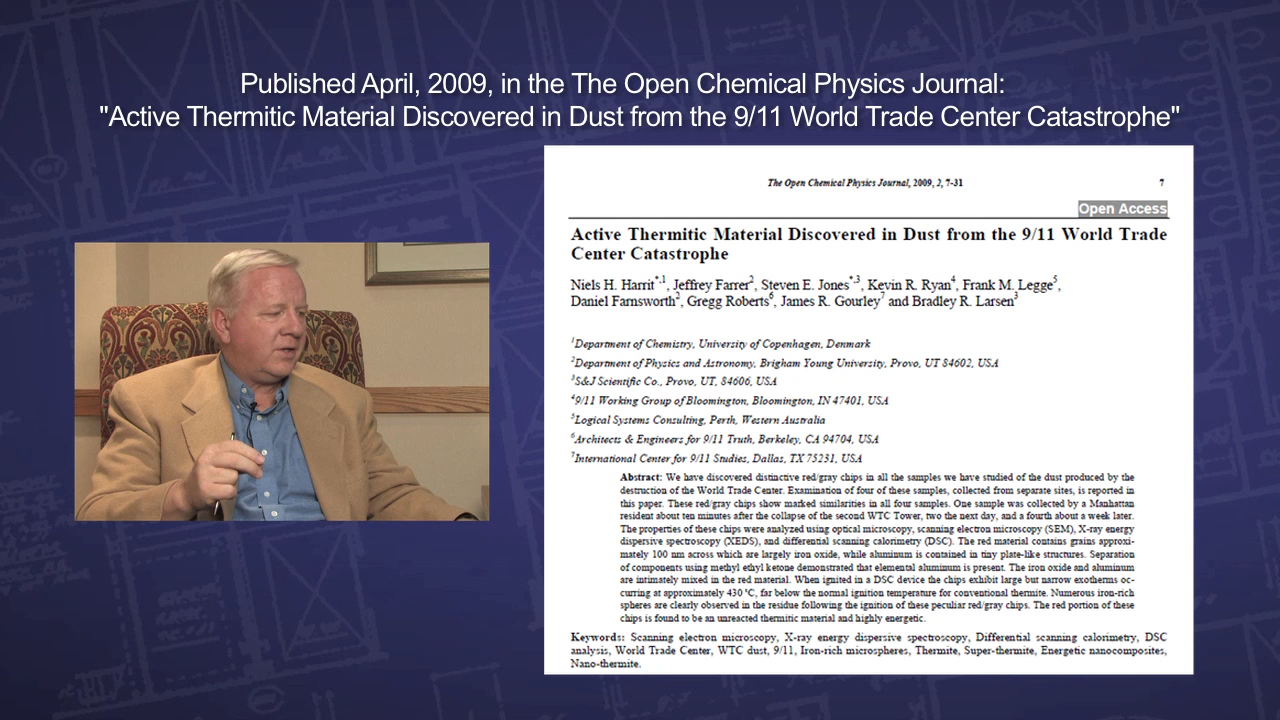 Published April, 2009, in the The Open Chemical Physics Journal:
"Active Thermitic Material Discovered in Dust from the 9/11 World Trade Center Catastrophe"
The Open Chemical Physics Journal, 2009, 2, 7-31
7
Open Access
Active Thermitic Material Discovered in Dust from the 9/11 World Trade
Center Catastrophe
Niels H. Harrit*,1, Jeffrey Farrer2, Steven E. Jones*,3, Kevin R. Ryan4, Frank M. Legge5,
Daniel Farnsworth2, Gregg Roberts6, James R. Gourley7 and Bradley R. Larsen3
1Department of Chemistry, University of Copenhagen, Denmark
2Department of Physics and Astronomy, Brigham Young University, Provo, UT 84602, USA
3S&J Scientific Co., Provo, UT, 84606, USA
49/11 Working Group of Bloomington, Bloomington, IN 47401, USA
5Logical Systems Consulting, Perth, Western Australia
6Architects & Engineers for 9/11 Truth, Berkeley, CA 94704, USA
7International Center for 9/11 Studies, Dallas, TX 75231, USA
Abstract: We have discovered distinctive red/gray chips in all the samples we have studied of the dust produced by the
destruction of the World Trade Center. Examination of four of these samples, collected from separate sites, is reported in
this paper. These red/gray chips show marked similarities in all four samples. One sample was collected by a Manhattan
resident about ten minutes after the collapse of the second WTC Tower, two the next day, and a fourth about a week later.
The properties of these chips were analyzed using optical microscopy, scanning electron microscopy (SEM), X-ray energy
dispersive spectroscopy (XEDS), and differential scanning calorimetry (DSC). The red material contains grains approxi-
mately 100 nm across which are largely iron oxide, while aluminum is contained in tiny plate-like structures. Separation
of components using methyl ethyl ketone demonstrated that elemental aluminum is present. The iron oxide and aluminum
are intimately mixed in the red material. When ignited in a DSC device the chips exhibit large but narrow exotherms oc-
curring at approximately 430 °C, far below the normal ignition temperature for conventional thermite. Numerous iron-rich
spheres are clearly observed in the residue following the ignition of these peculiar red/gray chips. The red portion of these
chips is found to be an unreacted thermitic material and highly energetic.
Keywords: Scanning electron microscopy, X-ray energy dispersive spectroscopy, Differential scanning calorimetry, DSC
analysis, World Trade Center, WTC dust, 9/11, Iron-rich microspheres, Thermite, Super-thermite, Energetic nanocomposites,
Nano-thermite.